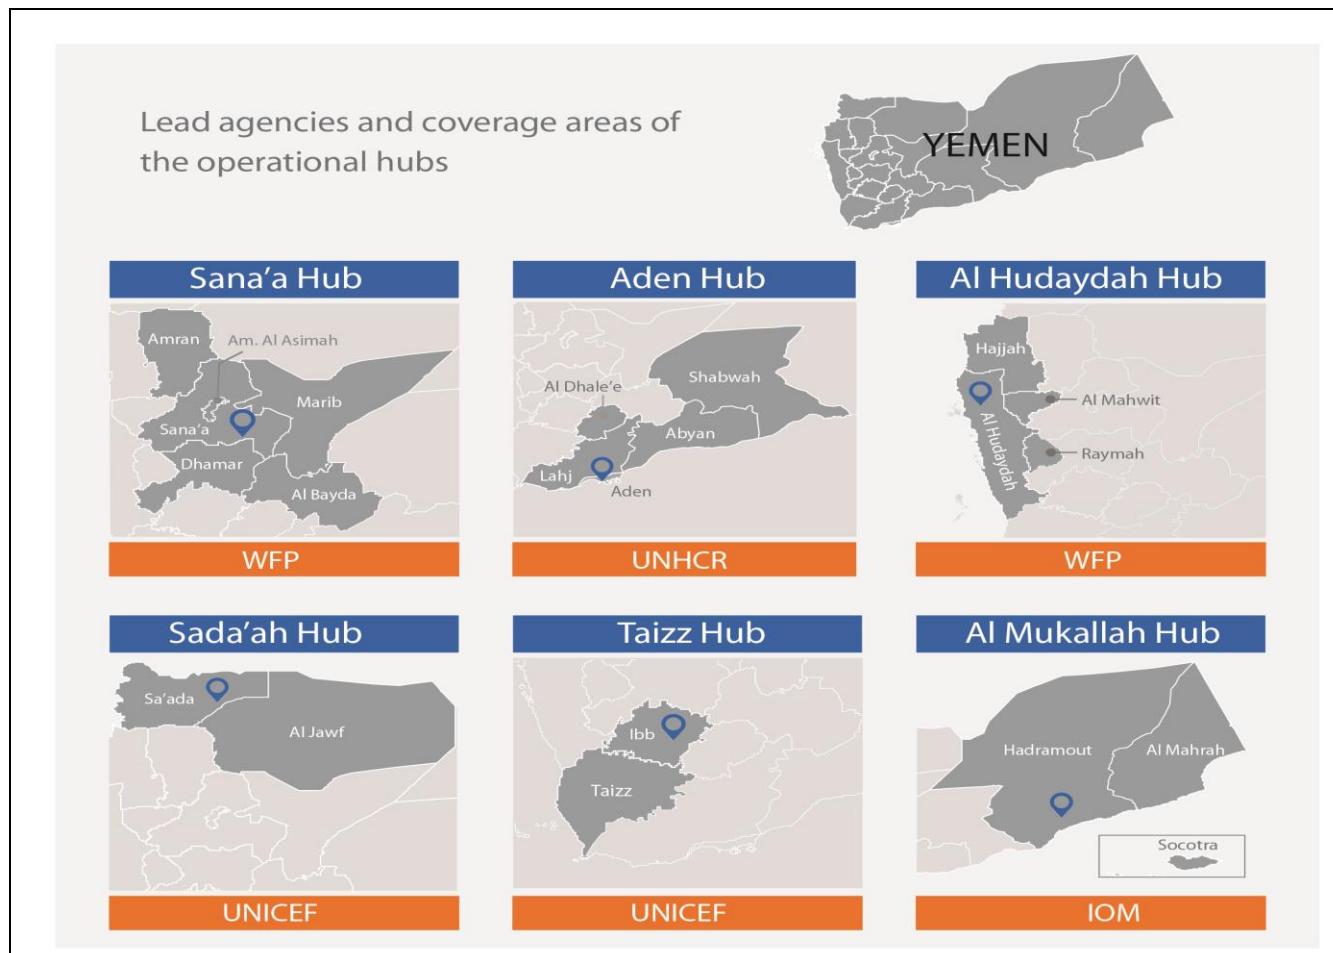 Lead agencies and coverage areas of
the operational hubs
YEMEN
Sana’a Hub
Amran
Am. Al Asimah
Marib
Sana’a
Dhamar
Al Bayda
WFP
Aden Hub
Shabwah
Al Dhale’e
Abyan
Lahj
Aden
UNHCR
Al Hudaydah Hub
Hajjah
Al Mahwit
Al Hudaydah
Raymah
WFP
Sada’ah Hub
Sa’ada
Al Jawf
UNICEF
Taizz Hub
Ibb
Taizz
UNICEF
Al Mukallah Hub
Hadramout
Al Mahrah
Socotra
IOM